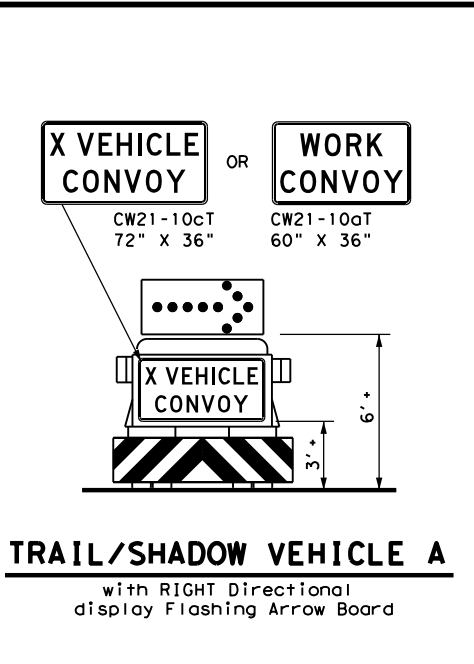 X VEHICLE
CONVOY
OR
WORK
CONVOY
CW21-10cT
72" X 36"
CW21-10aT
60" X 36"
X VEHICLE
CONVOY
6' +
3' +
TRAIL/SHADOW VEHICLE A
with RIGHT Directional
display Flashing Arrow Board